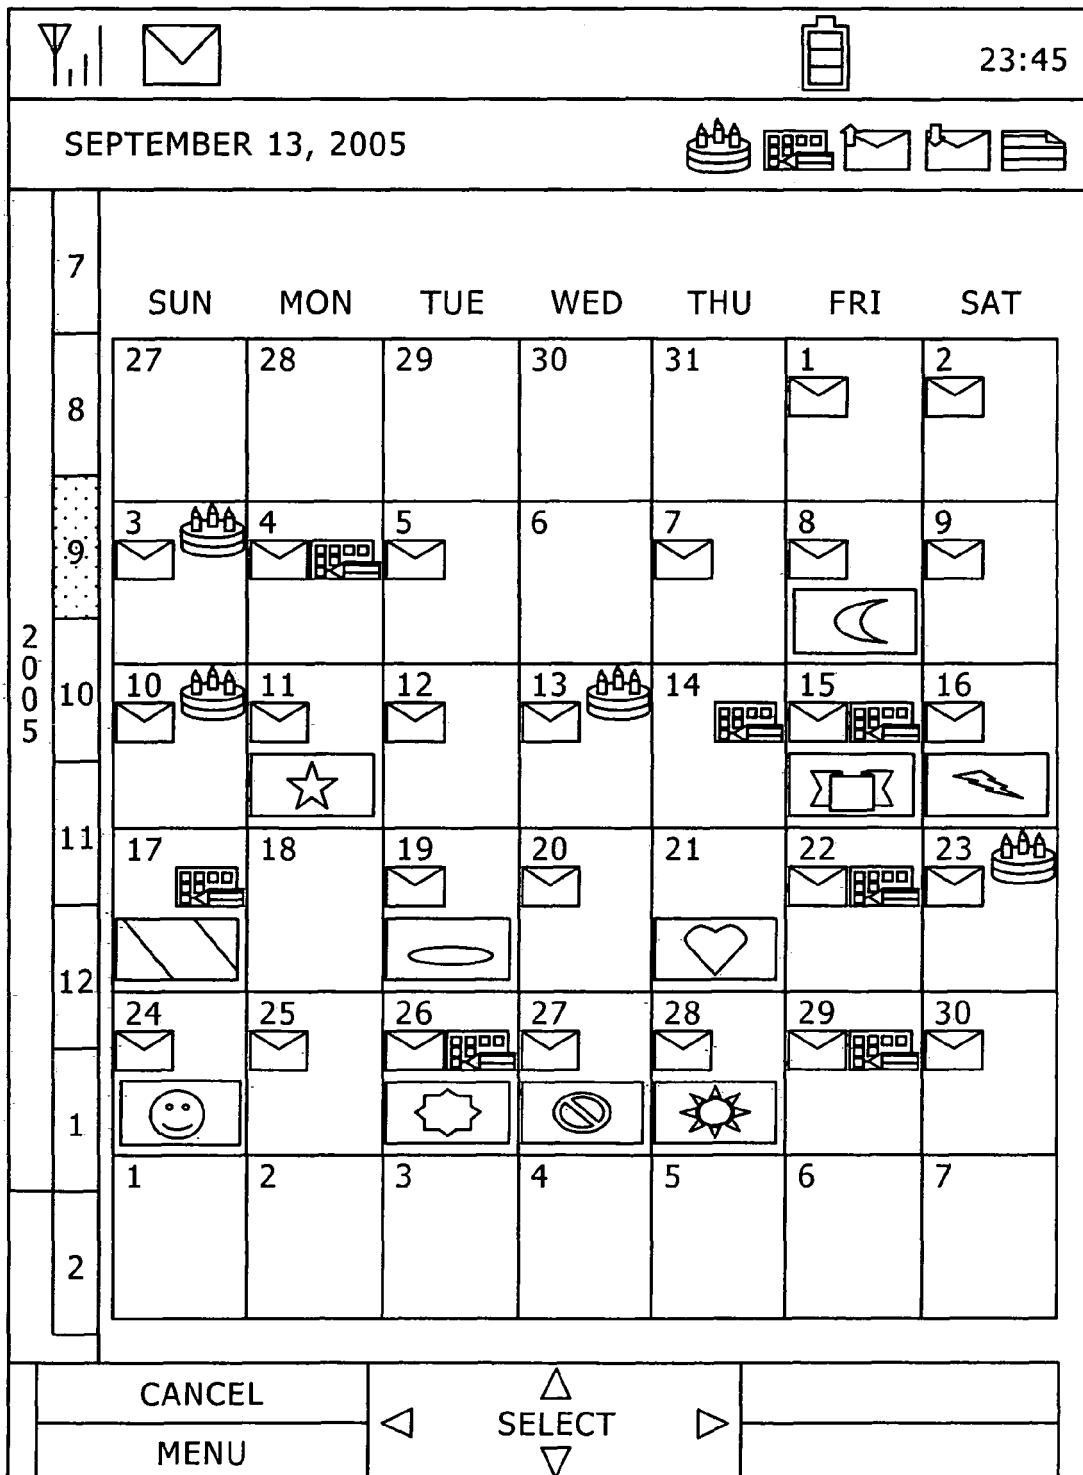 23:45
SEPTEMBER 13, 2005
7
SUN MON TUE WED THU FRI SAT
27 28 29 30 31 1 2
8
3 4 5 6 7 8 9
9
2005
10
10 11 12 13 14 15 16
11
17 18 19 20 21 22 23
12
24 25 26 27 28 29 30
1
1 2 3 4 5 6 7
2
CANCEL
SELECT
MENU